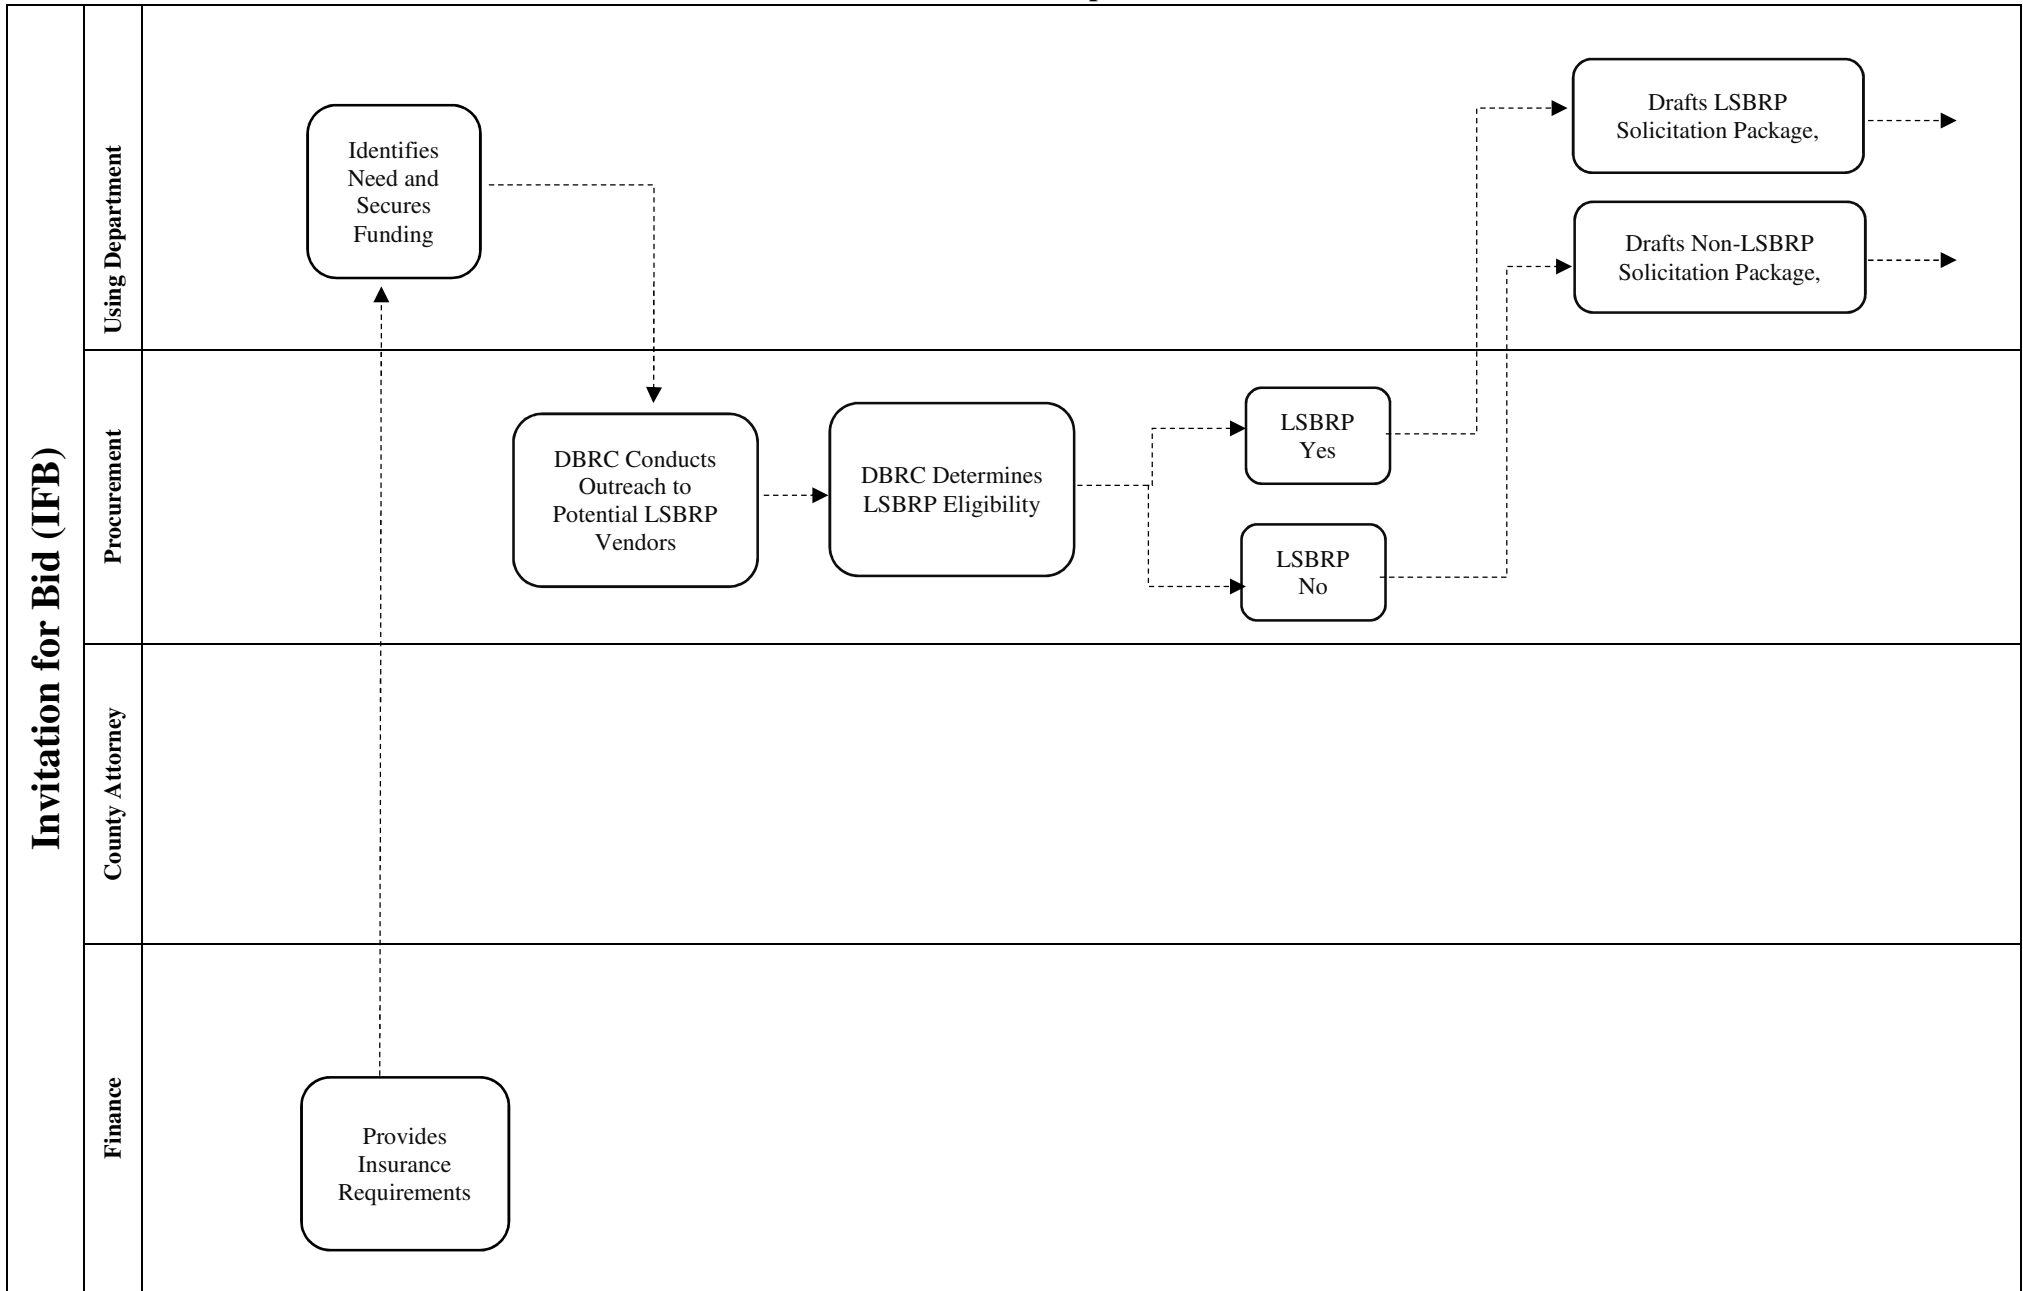 Invitation for Bid (IFB)
Using Department
Identifies
Need and
Secures
Funding
Drafts LSBRP
Solicitation Package,
Drafts Non-LSBRP
Solicitation Package,
Procurement
DBRC Conducts
Outreach to
Potential LSBRP
Vendors
DBRC Determines
LSBRP Eligibility
LSBRP
Yes
LSBRP
No
County Attorney
Finance
Provides
Insurance
Requirements